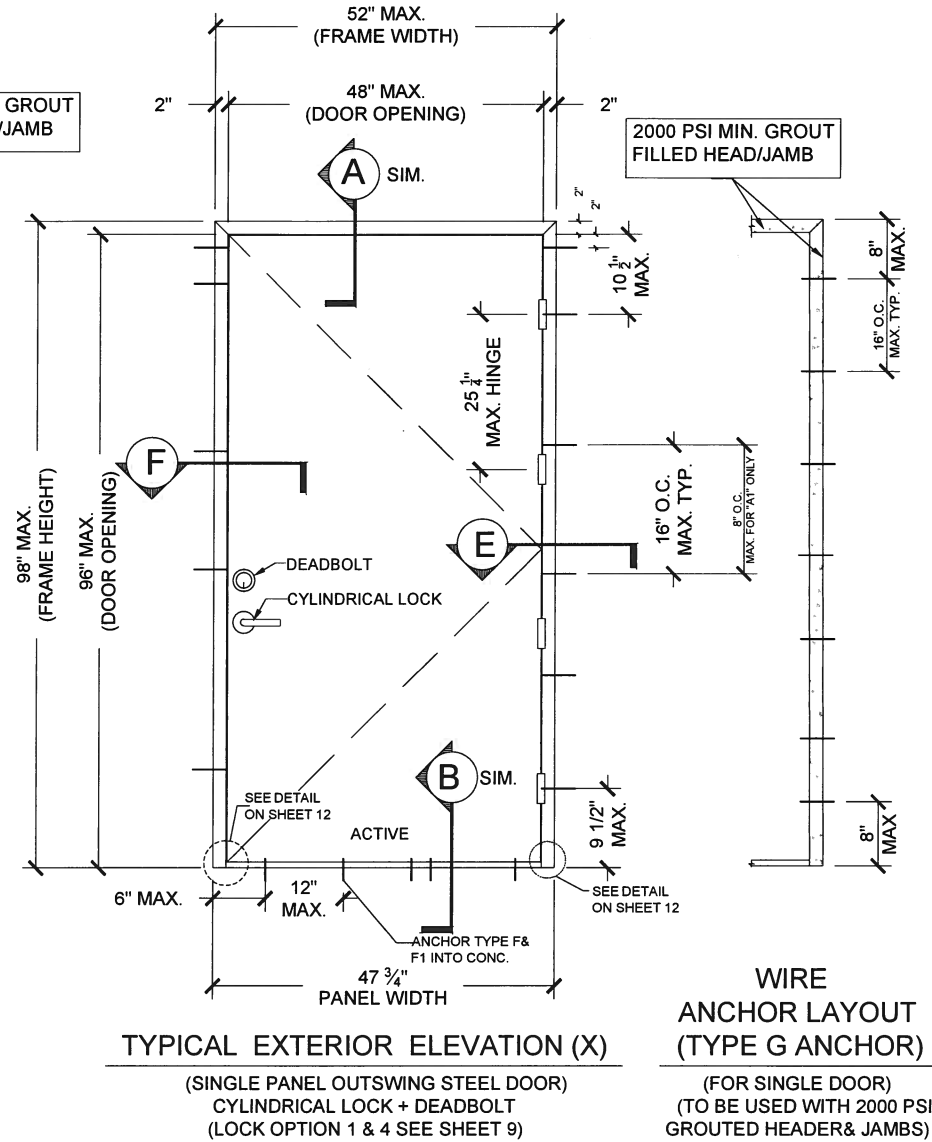 52" MAX.
(FRAME WIDTH)
GROUT
/JAMB
2"
48" MAX.
(DOOR OPENING)
2"
2000 PSI MIN. GROUT
FILLED HEAD/JAMB
A SIM.
2"
2"
8"
MAX.
10 1/2"
MAX.
16" O.C.
MAX. TYP.
25 1/4"
MAX. HINGE
F
98" MAX.
(FRAME HEIGHT)
96" MAX.
(DOOR OPENING)
16" O.C.
MAX. TYP.
8" O.C.
MAX. FOR "A1" ONLY
E
DEADBOLT
CYLINDRICAL LOCK
B SIM.
SEE DETAIL
ON SHEET 12
ACTIVE
9 1/2"
MAX.
8"
MAX
6" MAX.
12"
MAX.
SEE DETAIL
ON SHEET 12
ANCHOR TYPE F&
F1 INTO CONC.
47 3/4"
PANEL WIDTH
TYPICAL EXTERIOR ELEVATION (X)
(SINGLE PANEL OUTSWING STEEL DOOR)
CYLINDRICAL LOCK + DEADBOLT
(LOCK OPTION 1 & 4 SEE SHEET 9)
WIRE
ANCHOR LAYOUT
(TYPE G ANCHOR)
(FOR SINGLE DOOR)
(TO BE USED WITH 2000 PSI
GROUTED HEADER& JAMBS)